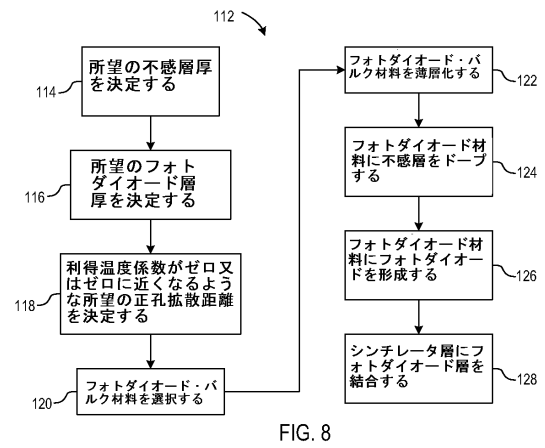 112
所望の不感層厚
を決定する
114
所望のフォト
ダイオード層
厚を決定する
116
利得温度係数がゼロ又
はゼロに近くなるよう
な所望の正孔拡散距離
を決定する
118
フォトダイオード・バ
ルク材料を選択する
120
フォトダイオード・バ
ルク材料を薄層化する
122
フォトダイオード材
料に不感層をドープ
する
124
フォトダイオード材
料にフォトダイオー
ドを形成する
126
シンチレータ層にフ
ォトダイオード層を
結合する
128
FIG. 8